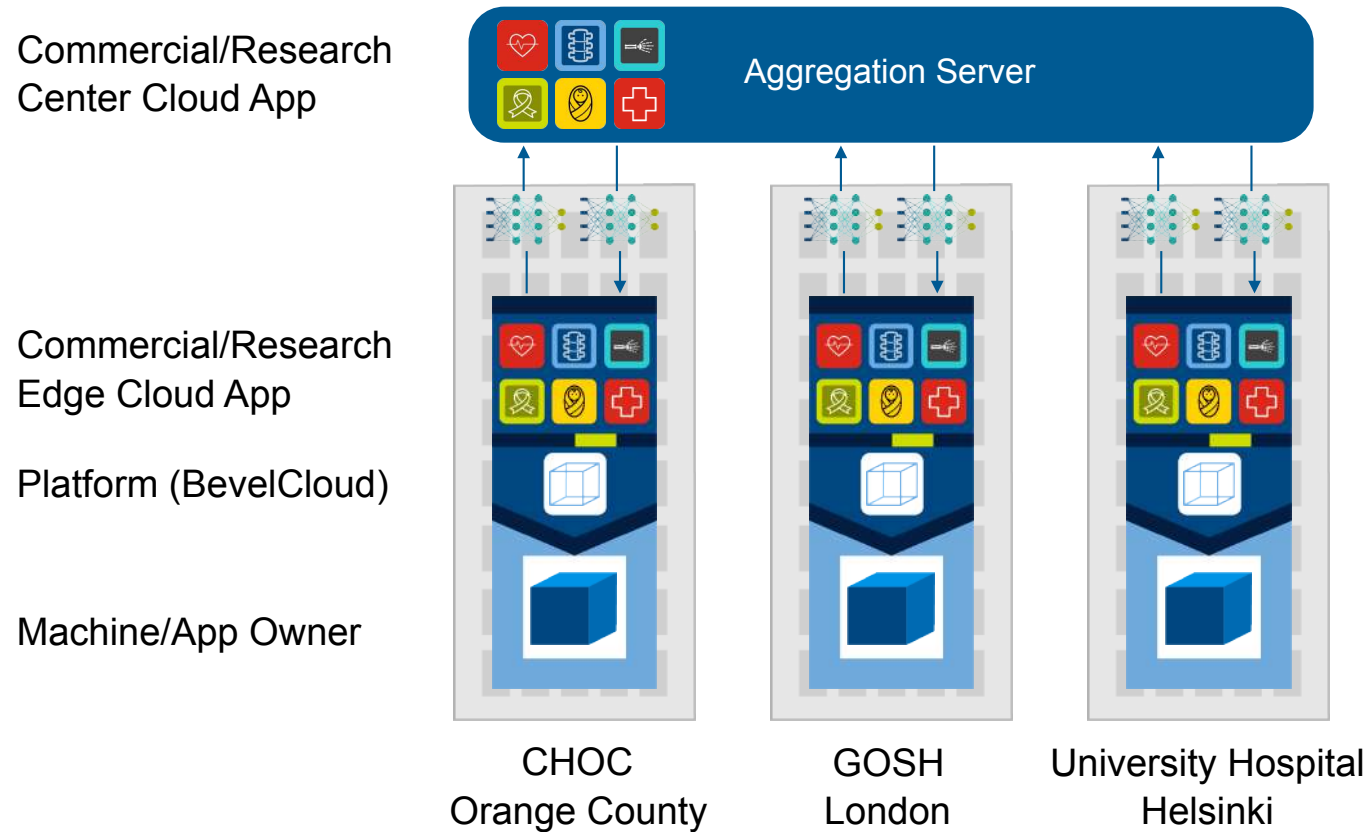 Commercial/Research
Center Cloud App
Aggregation Server
Commercial/Research
Edge Cloud App
Platform (BevelCloud)
Machine/App Owner
CHOC
Orange County
GOSH
London
University Hospital
Helsinki